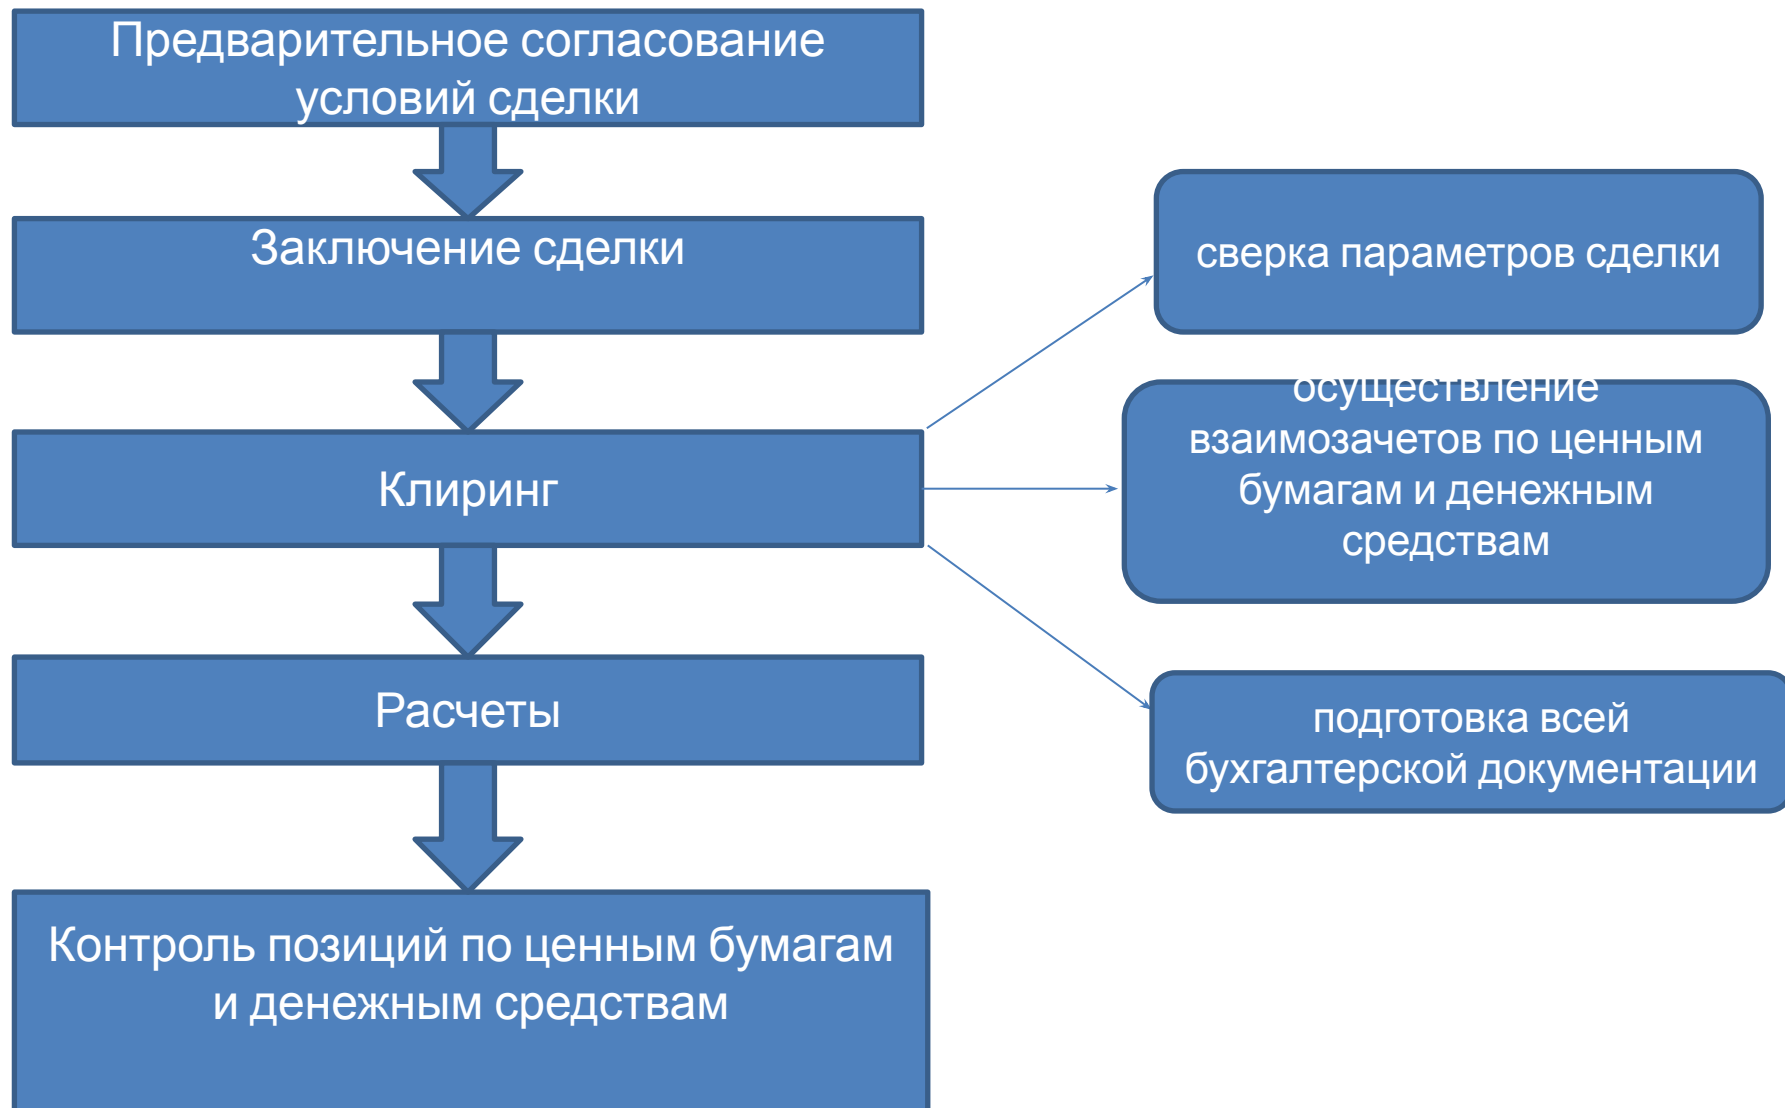 Предварительное согласование
условий сделки
Заключение сделки
Клиринг
Расчеты
Контроль позиций по ценным бумагам
и денежным средствам
сверка параметров сделки
осуществление
взаимозачетов по ценным
бумагам и денежным
средствам
подготовка всей
бухгалтерской документации